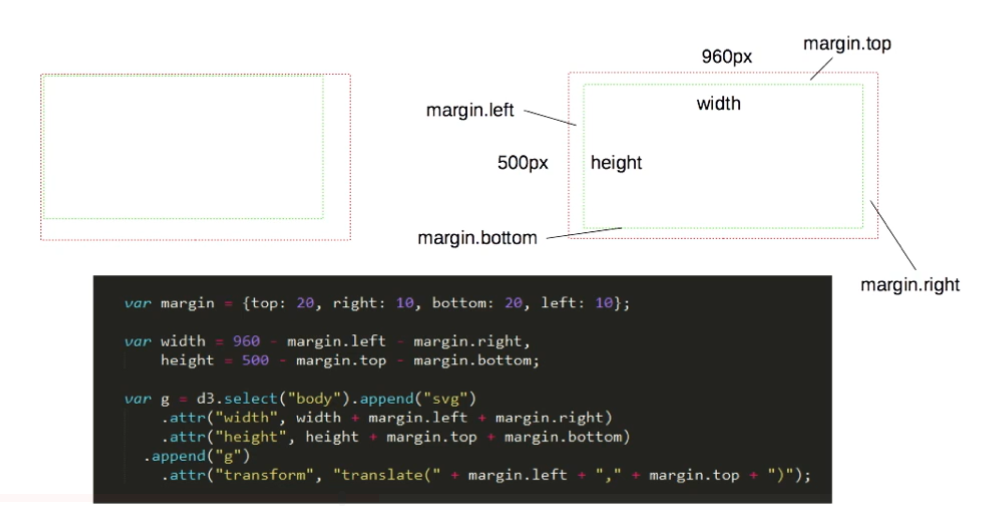 margin.top
960px
margin.left
width
500px
height
margin.bottom
margin.right
var margin = {top: 20, right: 10, bottom: 20, left: 10};
var width = 960 - margin.left - margin.right,
height = 500 - margin.top - margin.bottom;
var g = d3.select("body").append("svg")
.attr("width", width + margin.left + margin.right)
.attr("height", height + margin.top + margin.bottom)
.append("g")
.attr("transform", "translate(" + margin.left + "," + margin.top + ")");